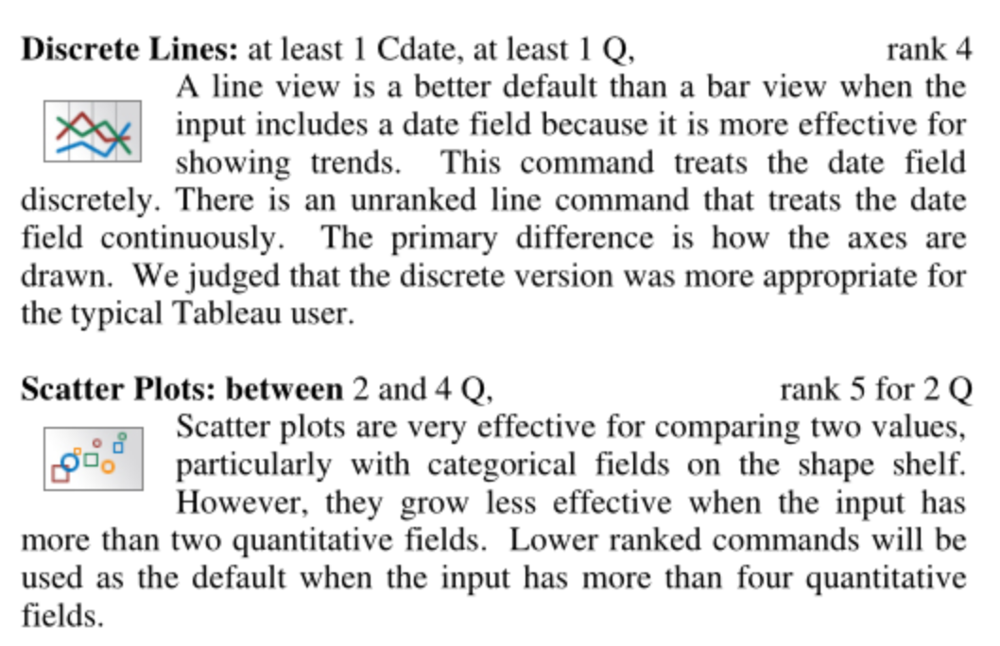 Discrete Lines: at least 1 Cdate, at least 1 Q, rank 4
A line view is a better default than a bar view when the
input includes a date field because it is more effective for
showing trends. This command treats the date field
discretely. There is an unranked line command that treats the date
field continuously. The primary difference is how the axes are
drawn. We judged that the discrete version was more appropriate for
the typical Tableau user.
Scatter Plots: between 2 and 4 Q, rank 5 for 2 Q
Scatter plots are very effective for comparing two values,
particularly with categorical fields on the shape shelf.
However, they grow less effective when the input has
more than two quantitative fields. Lower ranked commands will be
used as the default when the input has more than four quantitative
fields.